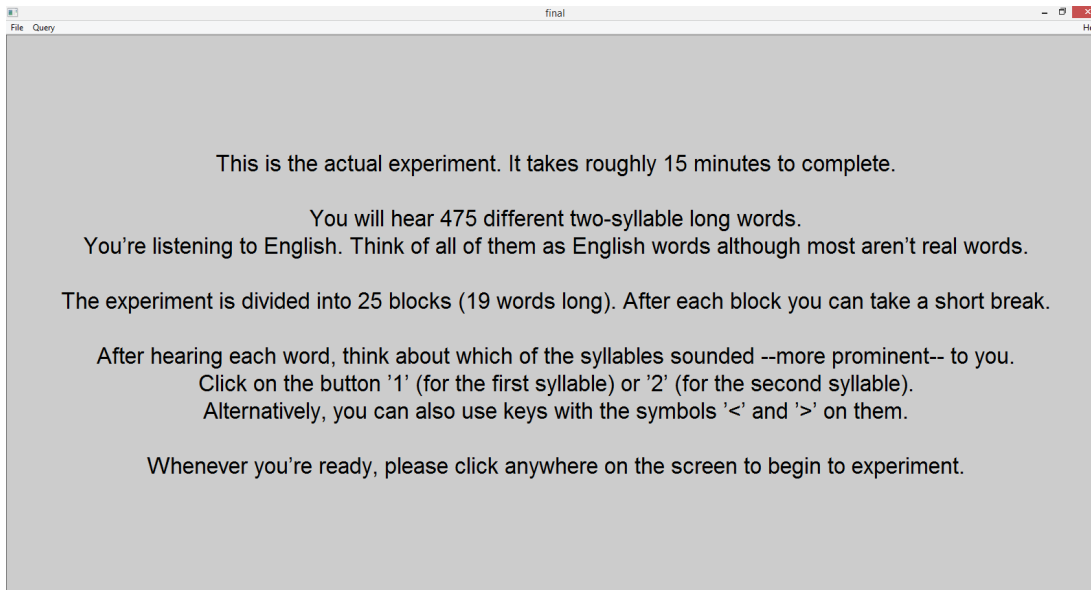 final
File Query He
This is the actual experiment. It takes roughly 15 minutes to complete.
You will hear 475 different two-syllable long words.
You're listening to English. Think of all of them as English words although most aren't real words.
The experiment is divided into 25 blocks (19 words long). After each block you can take a short break.
After hearing each word, think about which of the syllables sounded --more prominent-- to you.
Click on the button ’1’ (for the first syllable) or ’2’ (for the second syllable).
Alternatively, you can also use keys with the symbols ’<’ and ’>’ on them.
Whenever you're ready, please click anywhere on the screen to begin to experiment.